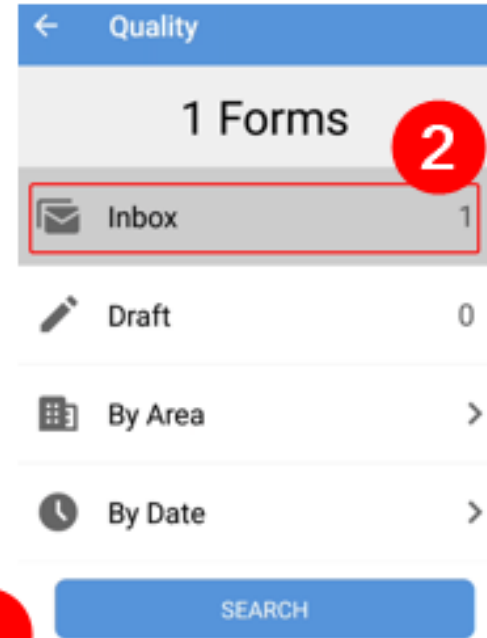 Quality
1 Forms
2
Inbox 1
Draft 0
By Area
By Date
SEARCH